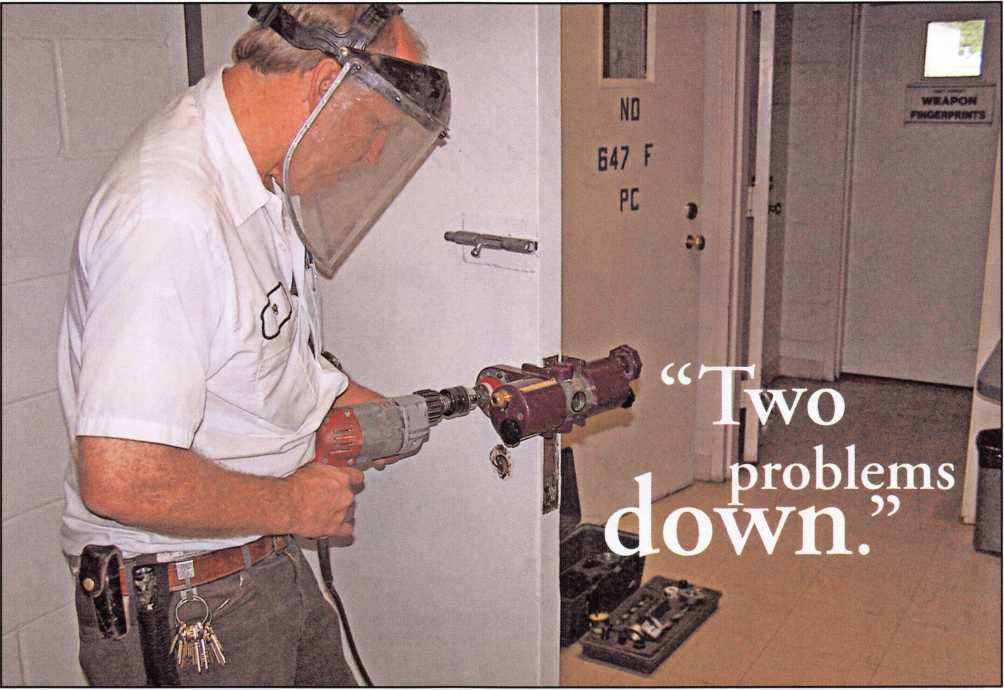 NO
647 F
PC
WEAPON
FINGERPRINTS
“Two
problems
down.”